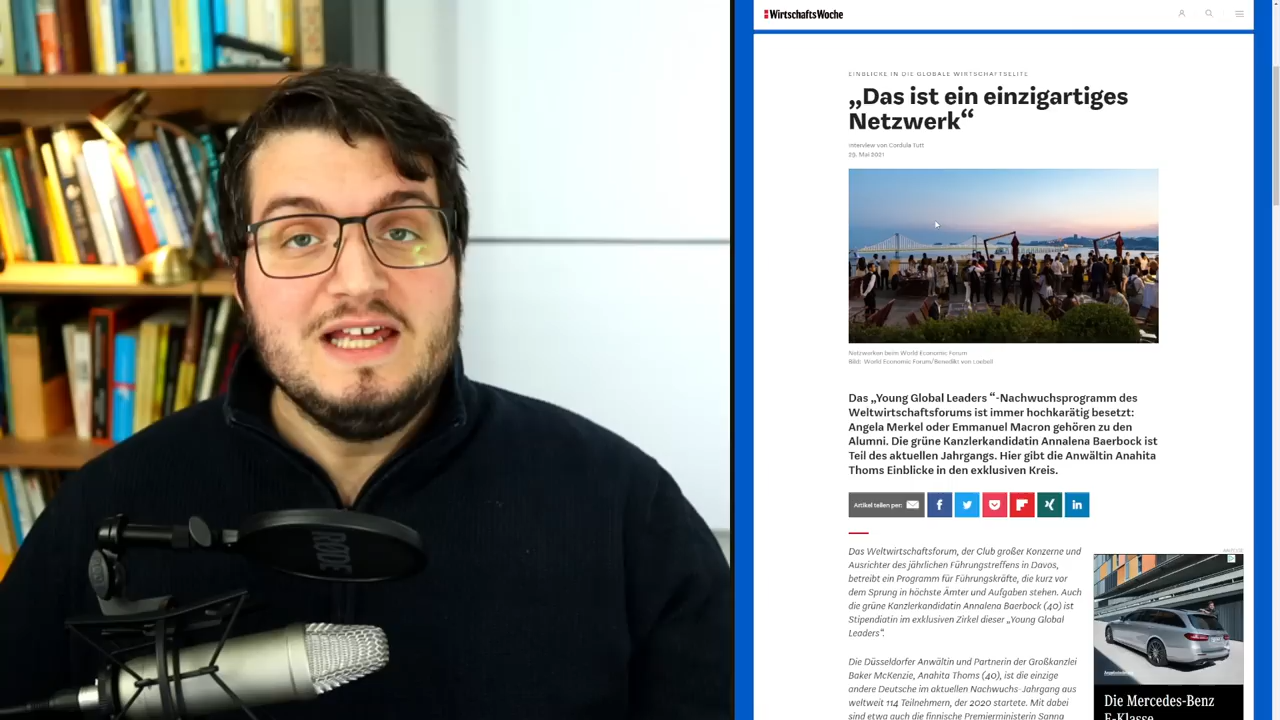 WirtschaftsWoche
EINBLICKE IN DIE GLOBALE WIRTSCHAFTSELITE
„Das ist ein einzigartiges
Netzwerk“
Interview von Cordula Tutt
29. Mai 2021
Netzwerken beim World Economic Forum
Bild: World Economic Forum/Benedikt von Loebell
Das „Young Global Leaders “-Nachwuchsprogramm des
Weltwirtschaftsforums ist immer hochkarätig besetzt:
Angela Merkel oder Emmanuel Macron gehören zu den
Alumni. Die grüne Kanzlerkandidatin Annalena Baerbock ist
Teil des aktuellen Jahrgangs. Hier gibt die Anwältin Anahita
Thoms Einblicke in den exklusiven Kreis.
Artikel teilen per:
ANZEIGE
Das Weltwirtschaftsforum, der Club großer Konzerne und
Ausrichter des jährlichen Führungstreffens in Davos,
betreibt ein Programm für Führungskräfte, die kurz vor
dem Sprung in höchste Ämter und Aufgaben stehen. Auch
die grüne Kanzlerkandidatin Annalena Baerbock (40) ist
Stipendiatin im exklusiven Zirkel dieser „Young Global
Leaders“.
Die Düsseldorfer Anwältin und Partnerin der Großkanzlei
Baker McKenzie, Anahita Thoms (40), ist die einzige
andere Deutsche im aktuellen Nachwuchs-Jahrgang aus
weltweit 114 Teilnehmern, der 2020 startete. Mit dabei
sind etwa auch die finnische Premierministerin Sanna
Die Mercedes-Benz
E-Klasse
RODE